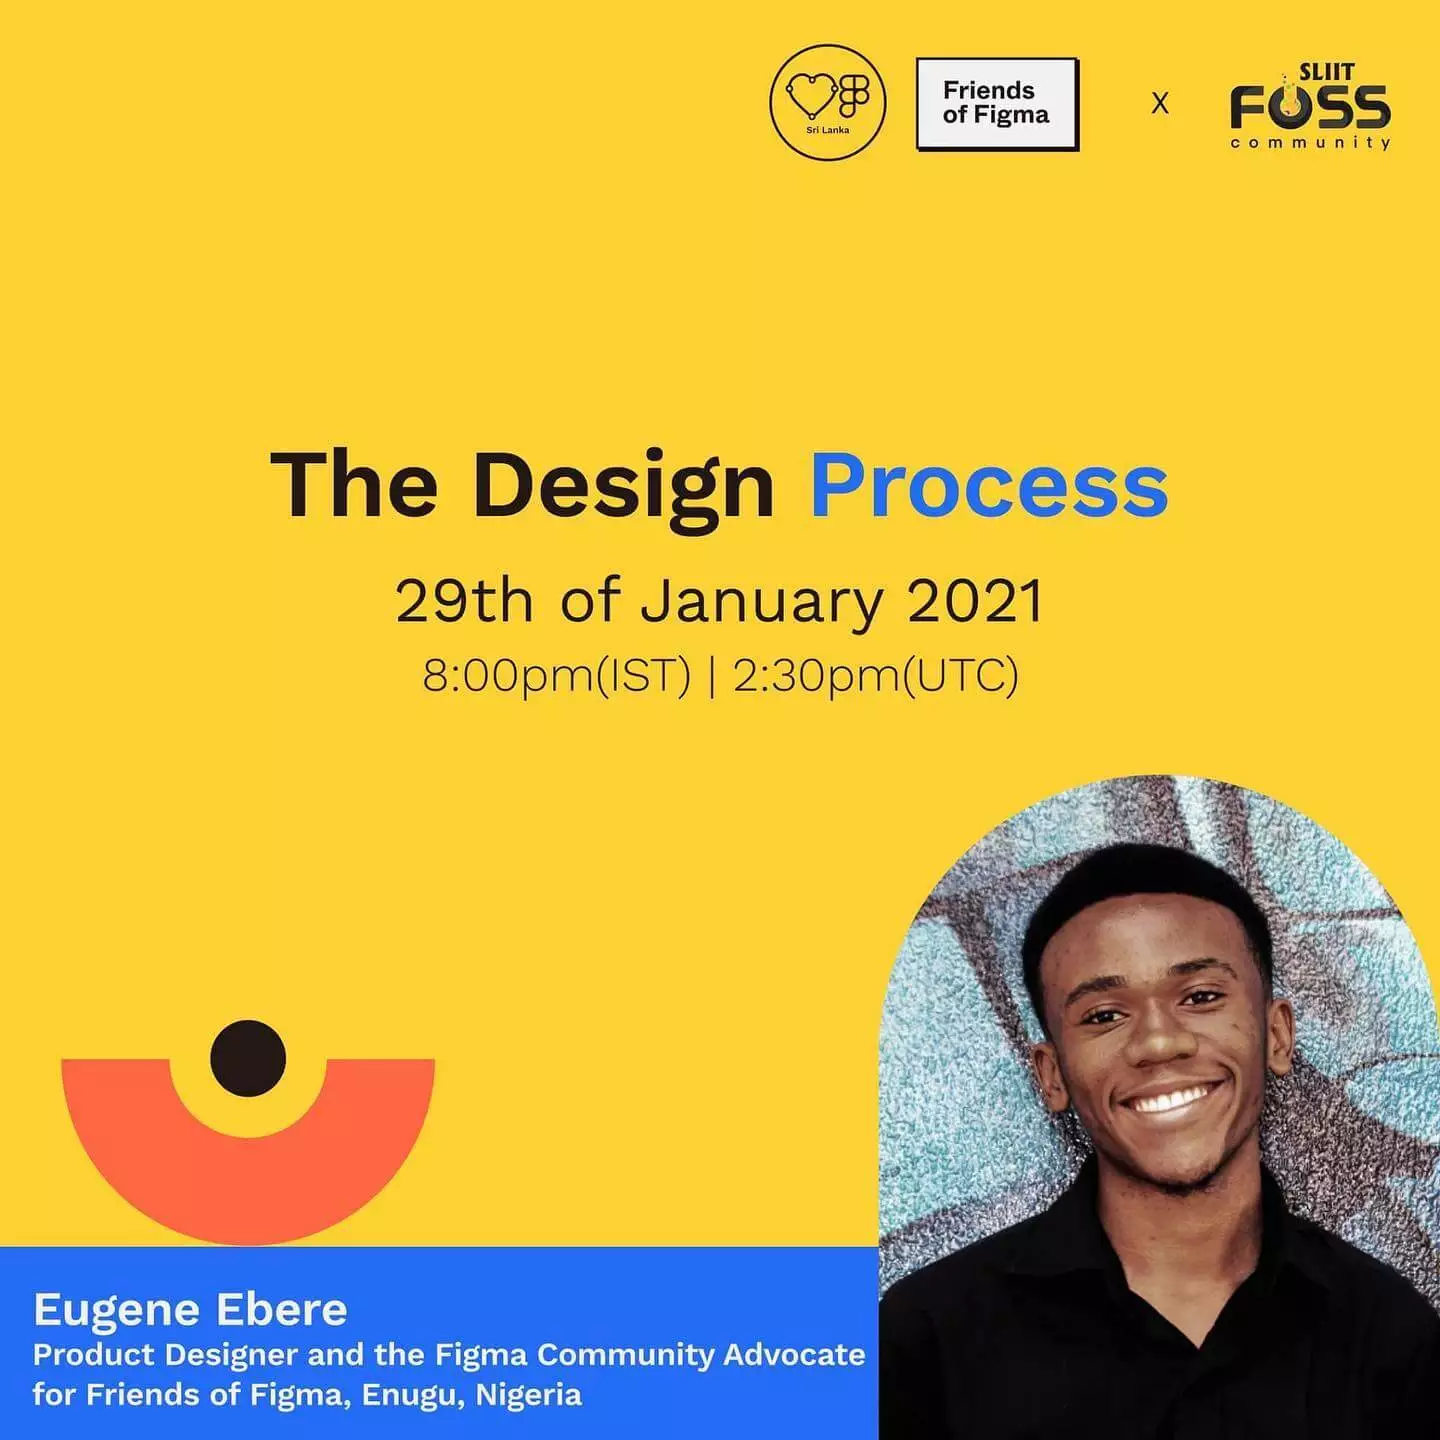 Sri Lanka
Friends
of Figma
X
SLIIT
FOSS
community
The Design Process
29th of January 2021
8:00pm(IST) | 2:30pm(UTC)
Eugene Ebere
Product Designer and the Figma Community Advocate
for Friends of Figma, Enugu, Nigeria